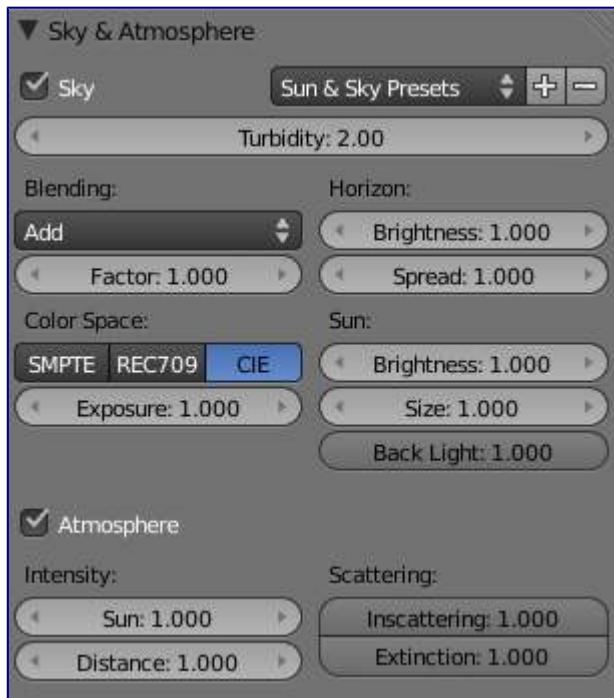 Sky & Atmosphere
Sky
Sun & Sky Presets
Turbidity: 2.00
Blending:
Add
Factor: 1.000
Horizon:
Brightness: 1.000
Spread: 1.000
Color Space:
SMPTE REC709 CIE
Exposure: 1.000
Sun:
Brightness: 1.000
Size: 1.000
Back Light: 1.000
Atmosphere
Intensity:
Sun: 1.000
Distance: 1.000
Scattering:
Inscattering: 1.000
Extinction: 1.000